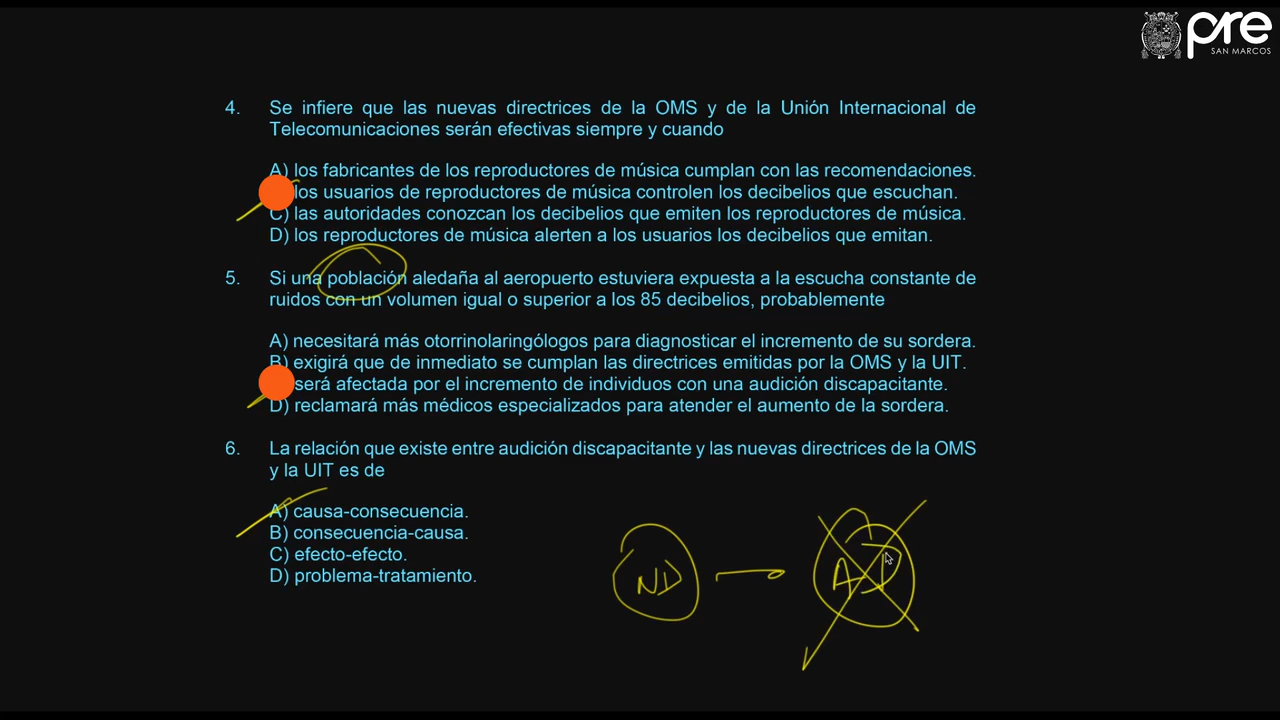 pre
SAN MARCOS
4. Se infiere que las nuevas directrices de la OMS y de la Unión Internacional de
Telecomunicaciones serán efectivas siempre y cuando
A) los fabricantes de los reproductores de música cumplan con las recomendaciones.
los usuarios de reproductores de música controlen los decibelios que escuchan.
C) las autoridades conozcan los decibelios que emiten los reproductores de música.
D) los reproductores de música alerten a los usuarios los decibelios que emitan.
5. Si una población aledaña al aeropuerto estuviera expuesta a la escucha constante de
ruidos con un volumen igual o superior a los 85 decibelios, probablemente
A) necesitará más otorrinolaringólogos para diagnosticar el incremento de su sordera.
B) exigirá que de inmediato se cumplan las directrices emitidas por la OMS y la UIT.
será afectada por el incremento de individuos con una audición discapacitante.
D) reclamará más médicos especializados para atender el aumento de la sordera.
6. La relación que existe entre audición discapacitante y las nuevas directrices de la OMS
y la UIT es de
A) causa-consecuencia.
B) consecuencia-causa.
C) efecto-efecto.
D) problema-tratamiento.
ND AD